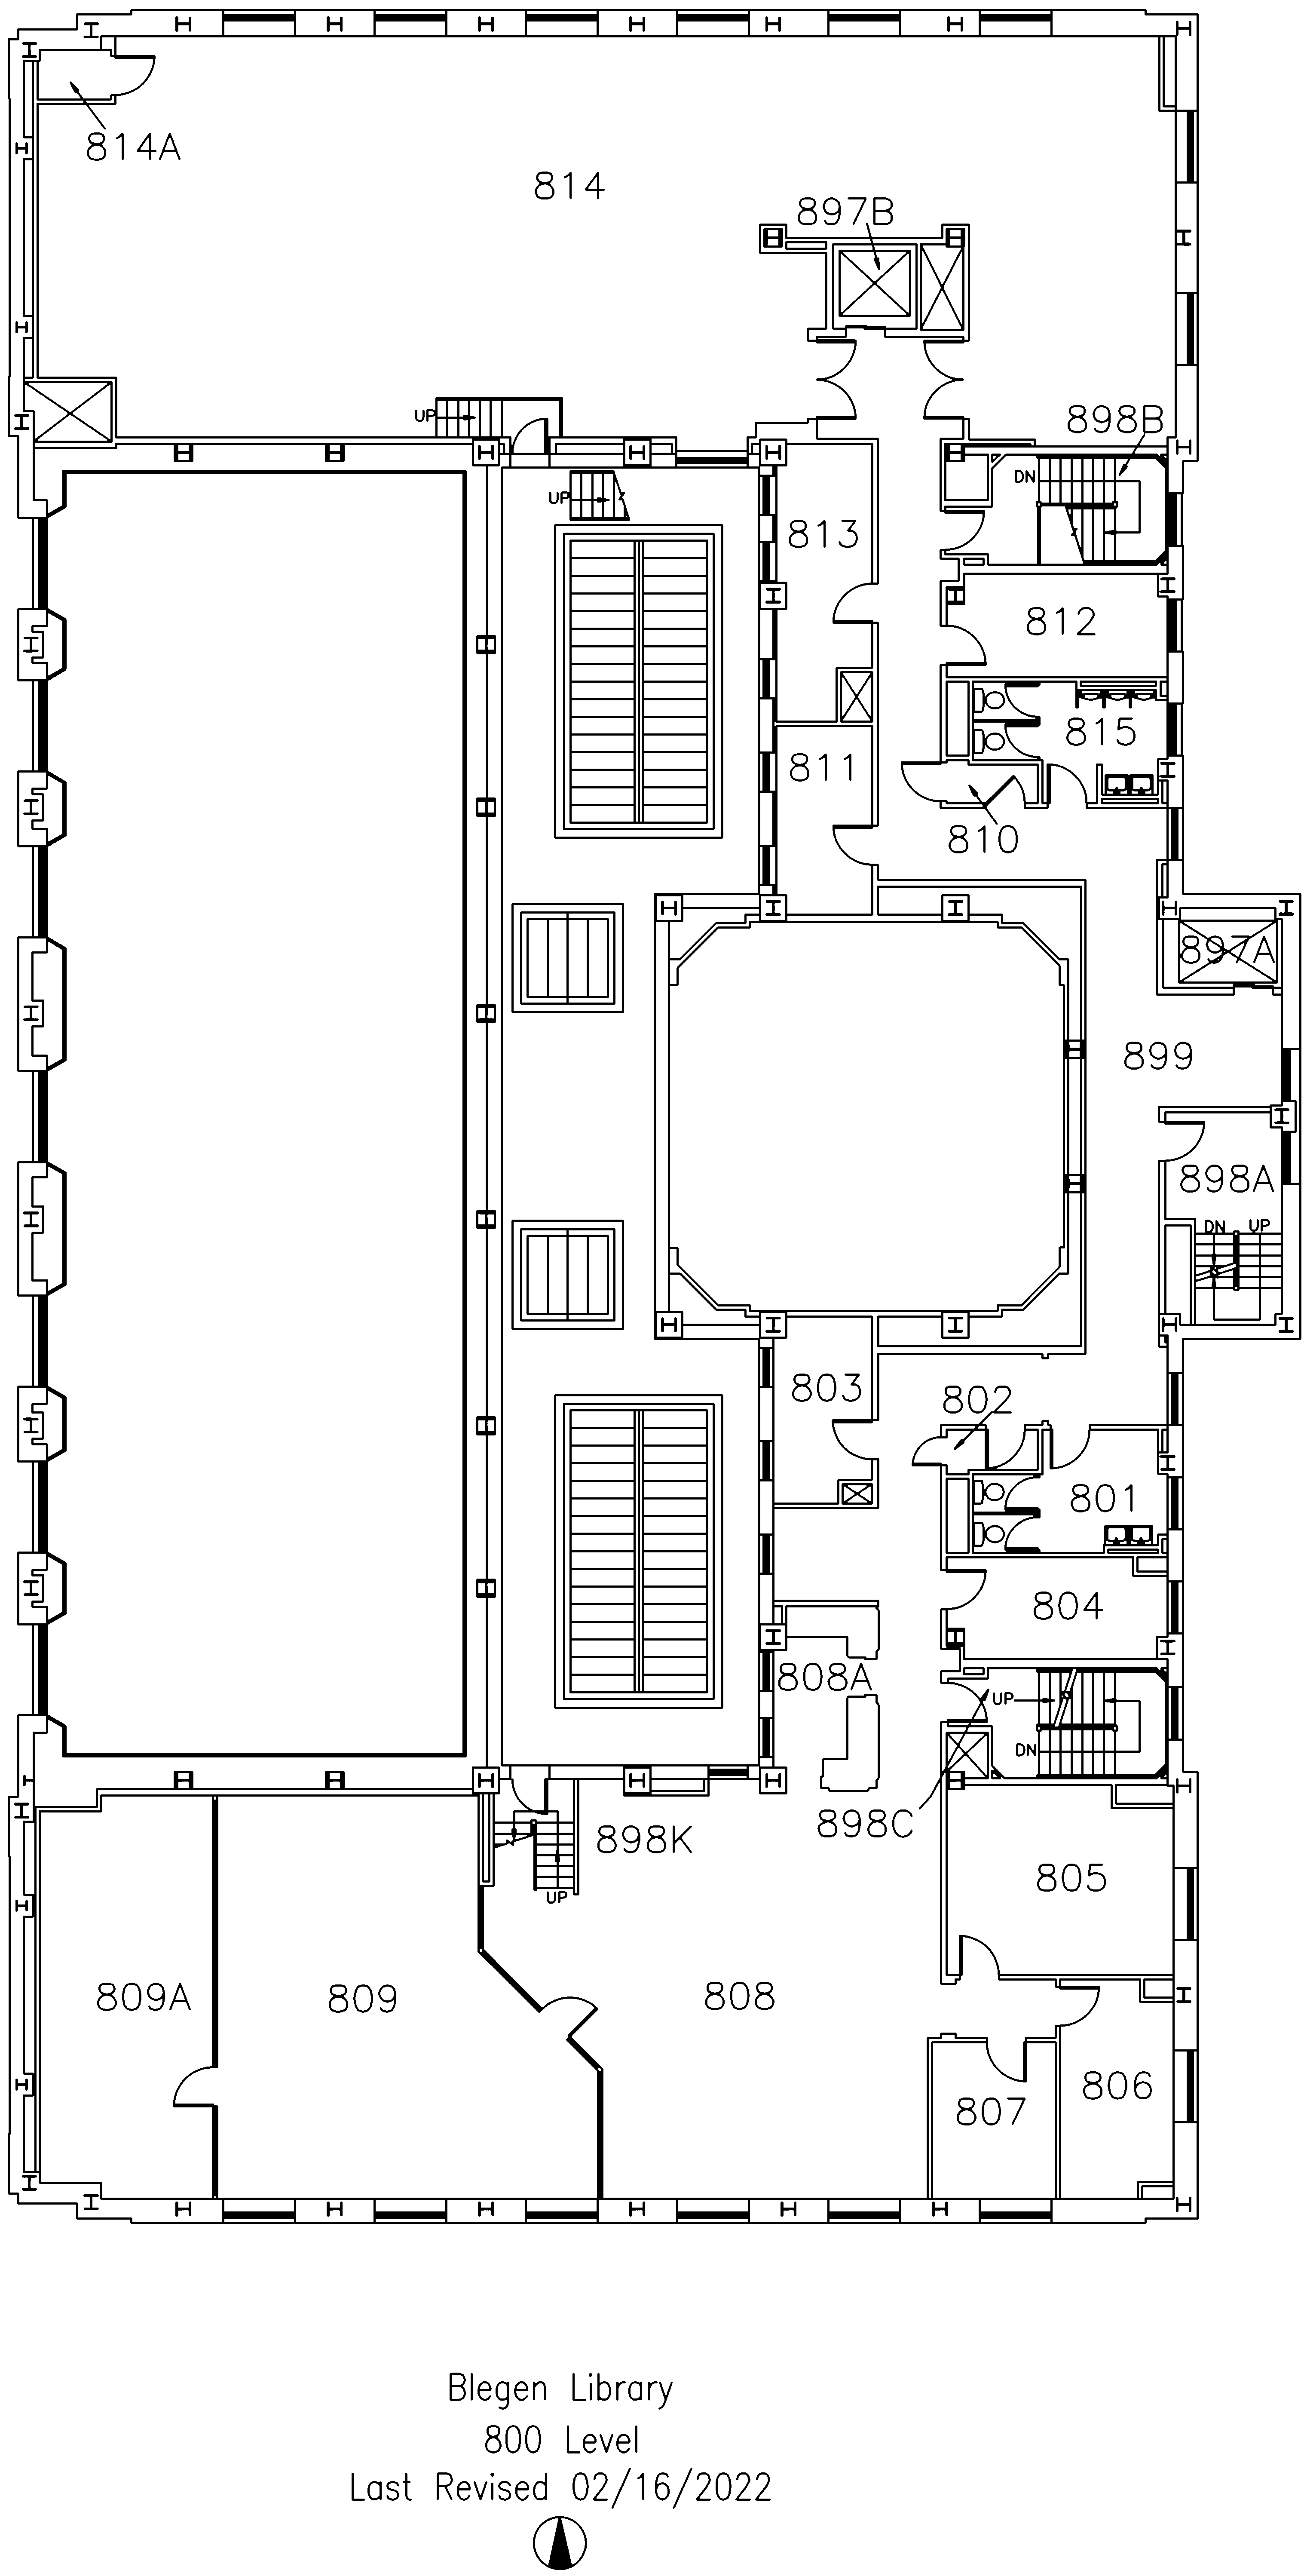 814A
814
897B
UP
898B
DN
UP
813
812
815
811
810
897A
899
898A
DN UP
803
802
801
804
808A
UP
DN
898C
898K
UP
805
809A
809
808
806
807
Blegen Library
800 Level
Last Revised 02/16/2022